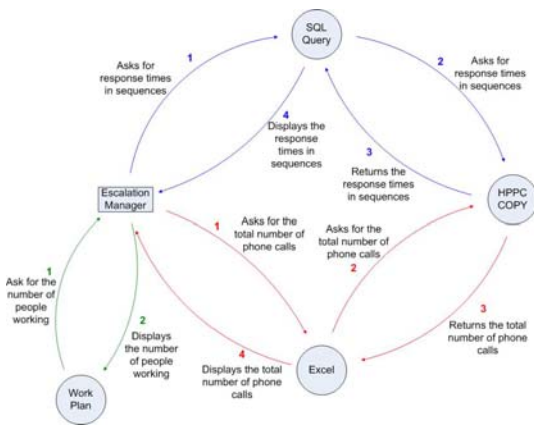 SQL
Query
1
Asks for
response times
in sequences
2
Asks for
response times
in sequences
4
Displays the
response
times in
sequences
3
Returns the
response times
in sequences
Escalation
Manager
HPPC
COPY
1
Asks for the
total number of
phone calls
Asks for the
total number of
phone calls
2
1
Ask for the
number of
people
working
2
Displays
the number
of people
working
3
Returns the total
number of phone
calls
4
Displays the total
number of phone
calls
Excel
Work
Plan